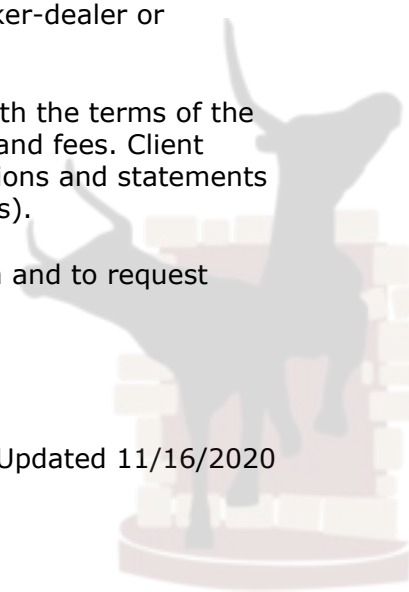 ker-dealer or
th the terms of the
and fees. Client
ions and statements
s).
and to request
Updated 11/16/2020